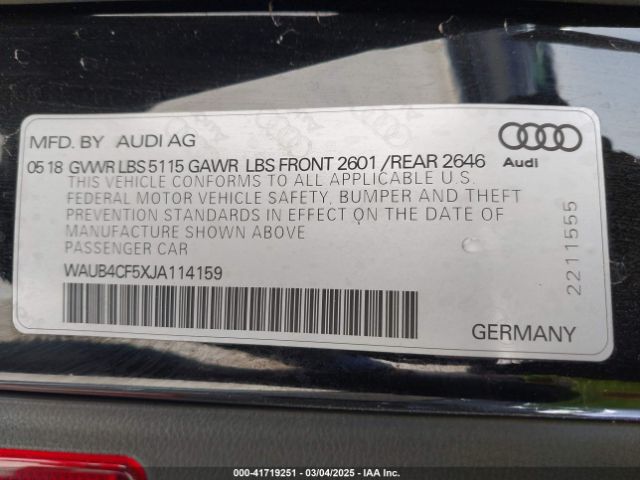 MFD. BY AUDI AG
05 18 GVWR LBS 5115 GAWR LBS FRONT 2601 /REAR 2646
Audi
THIS VEHICLE CONFORMS TO ALL APPLICABLE U.S.
FEDERAL MOTOR VEHICLE SAFETY, BUMPER AND THEFT
PREVENTION STANDARDS IN EFFECT ON THE DATE OF
MANUFACTURE SHOWN ABOVE
PASSENGER CAR
WAUB4CF5XJA114159
2211555
GERMANY
000-41719251 - 03/04/2025 - IAA Inc.